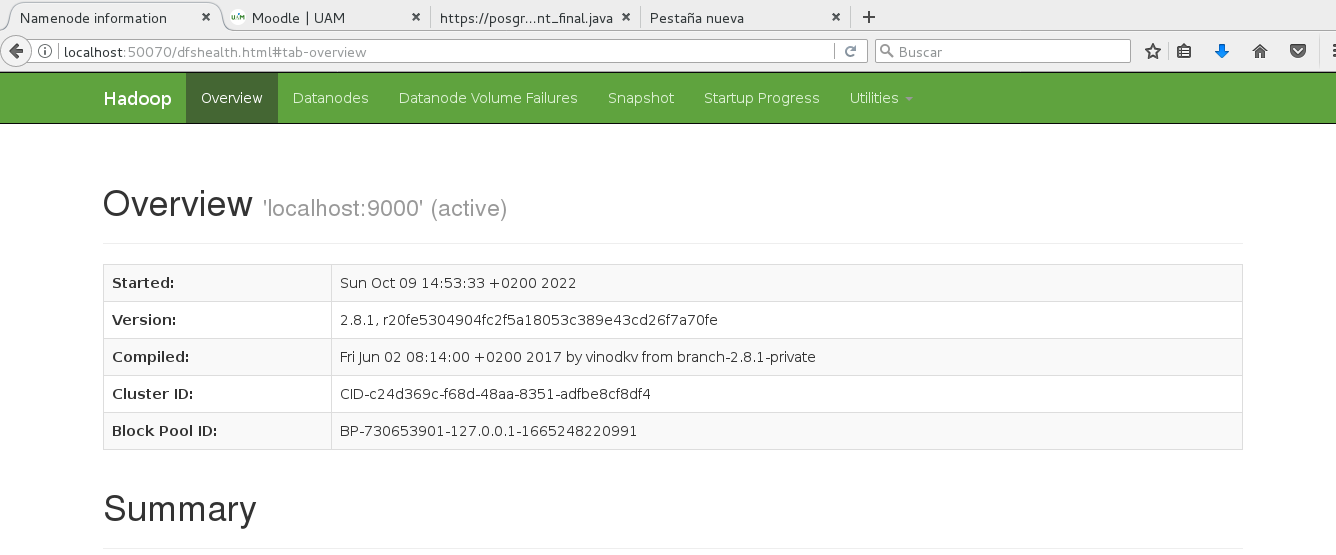 Namenode information
Moodle | UAM
https://posgr...nt_final.java
Pestaña nueva
localhost:50070/dfshealth.html#tab-overview
Buscar
Hadoop Overview Datanodes Datanode Volume Failures Snapshot Startup Progress Utilities
Overview 'localhost:9000' (active)
Started: Sun Oct 09 14:53:33 +0200 2022
Version: 2.8.1, r20fe5304904fc2f5a18053c389e43cd26f7a70fe
Compiled: Fri Jun 02 08:14:00 +0200 2017 by vinodkv from branch-2.8.1-private
Cluster ID: CID-c24d369c-f68d-48aa-8351-adfbe8cf8df4
Block Pool ID: BP-730653901-127.0.0.1-1665248220991
Summary